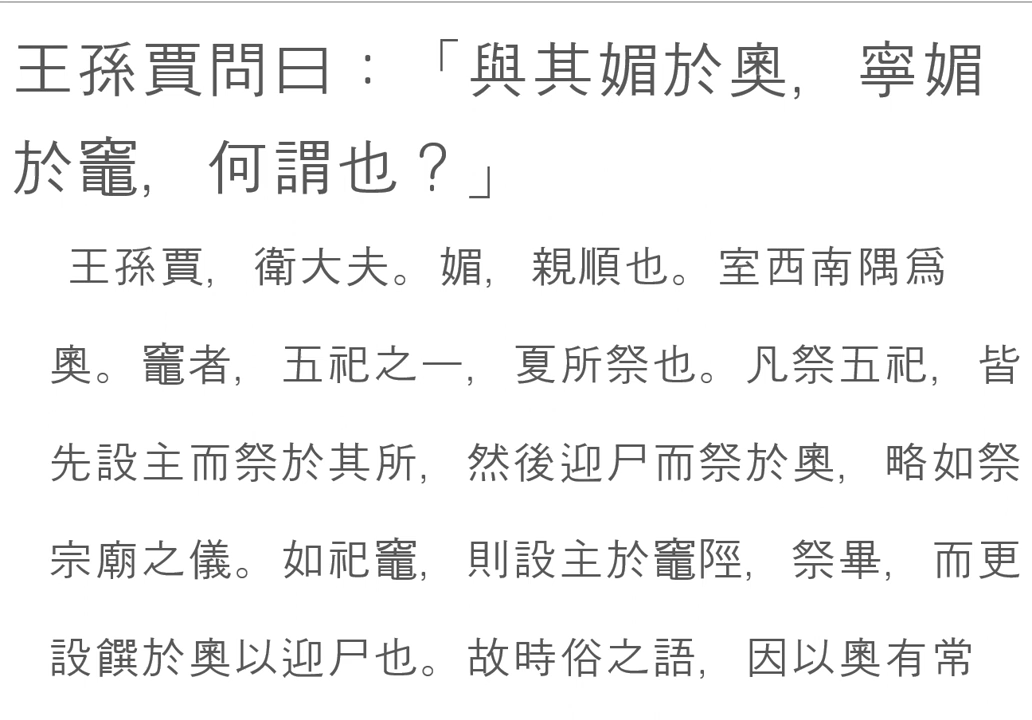 王孫賈問曰：「與其媚於奧，寧媚
於竈，何謂也？」
王孫賈，衛大夫。媚，親順也。室西南隅爲
奧。竈者，五祀之一，夏所祭也。凡祭五祀，皆
先設主而祭於其所，然後迎尸而祭於奧，略如祭
宗廟之儀。如祀竈，則設主於竈陘，祭畢，而更
設饌於奧以迎尸也。故時俗之語，因以奧有常